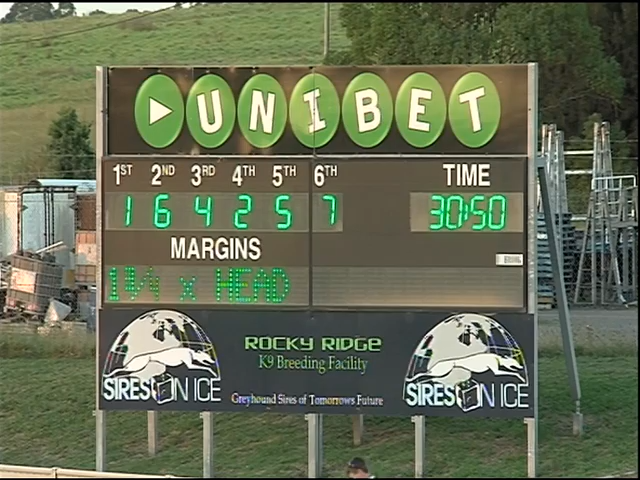 UNIBET
1ST 2ND 3RD 4TH 5TH 6TH TIME
1 6 4 2 5 7 30:50
MARGINS
1 3/4 x HEAD
ROCKY RIDGE
K9 Breeding Facility
SIRES ON ICE
Greyhound Sires of Tomorrows Future
SIRES ON ICE